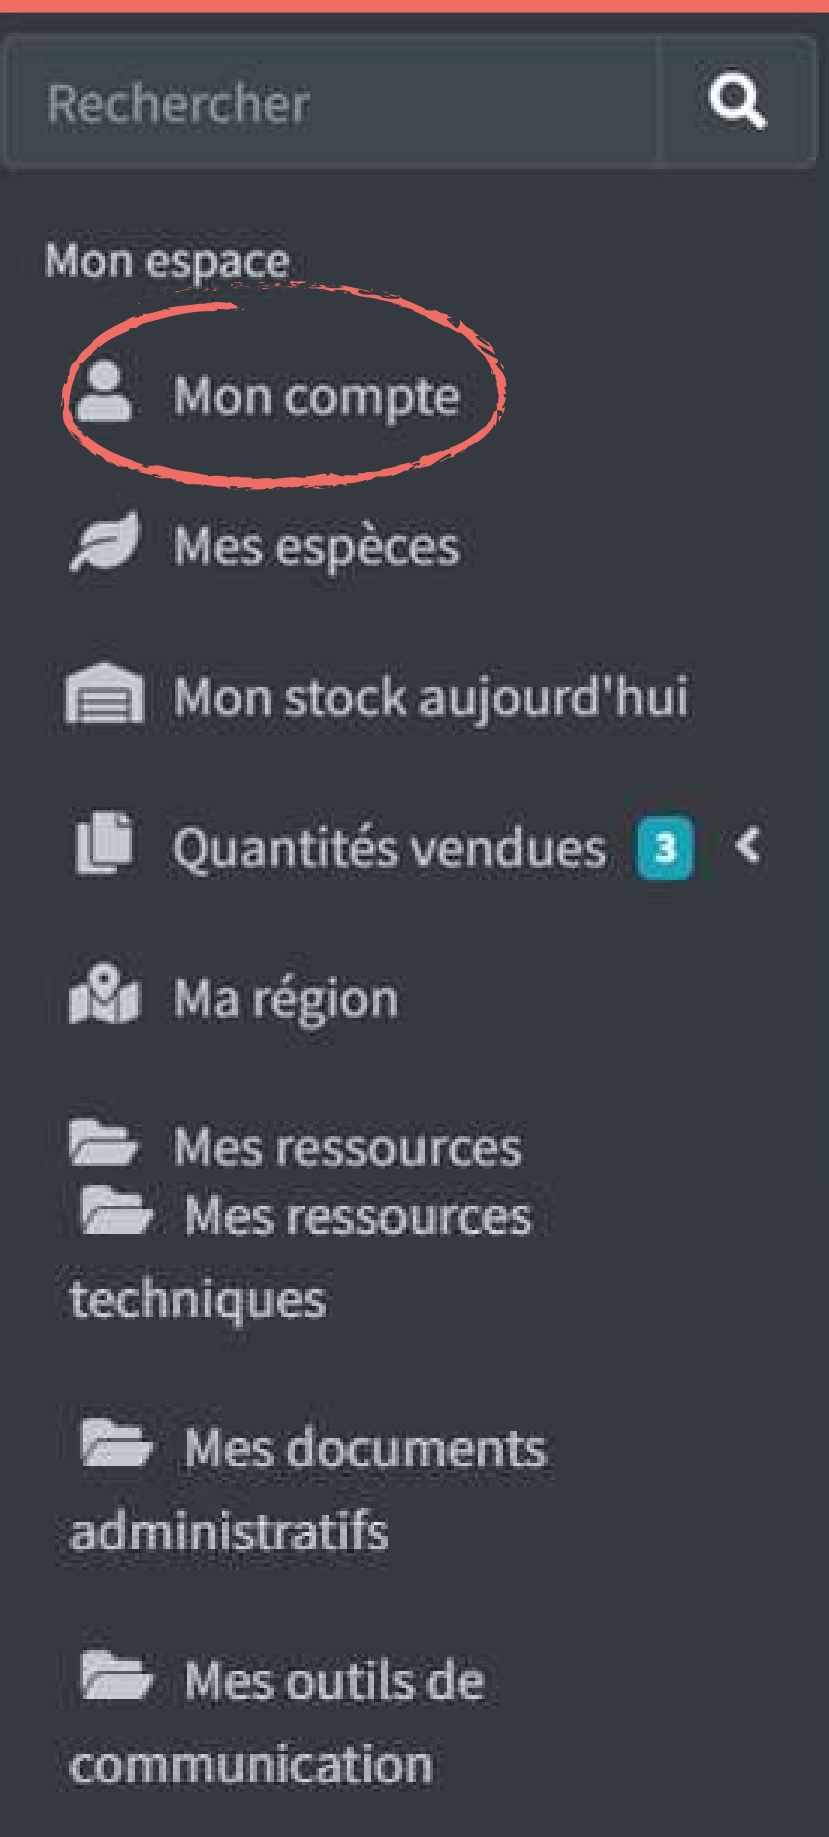 Rechercher
Mon espace
Mon compte
Mes espèces
Mon stock aujourd'hui
Quantités vendues 3
Ma région
Mes ressources
Mes ressources
techniques
Mes documents
administratifs
Mes outils de
communication